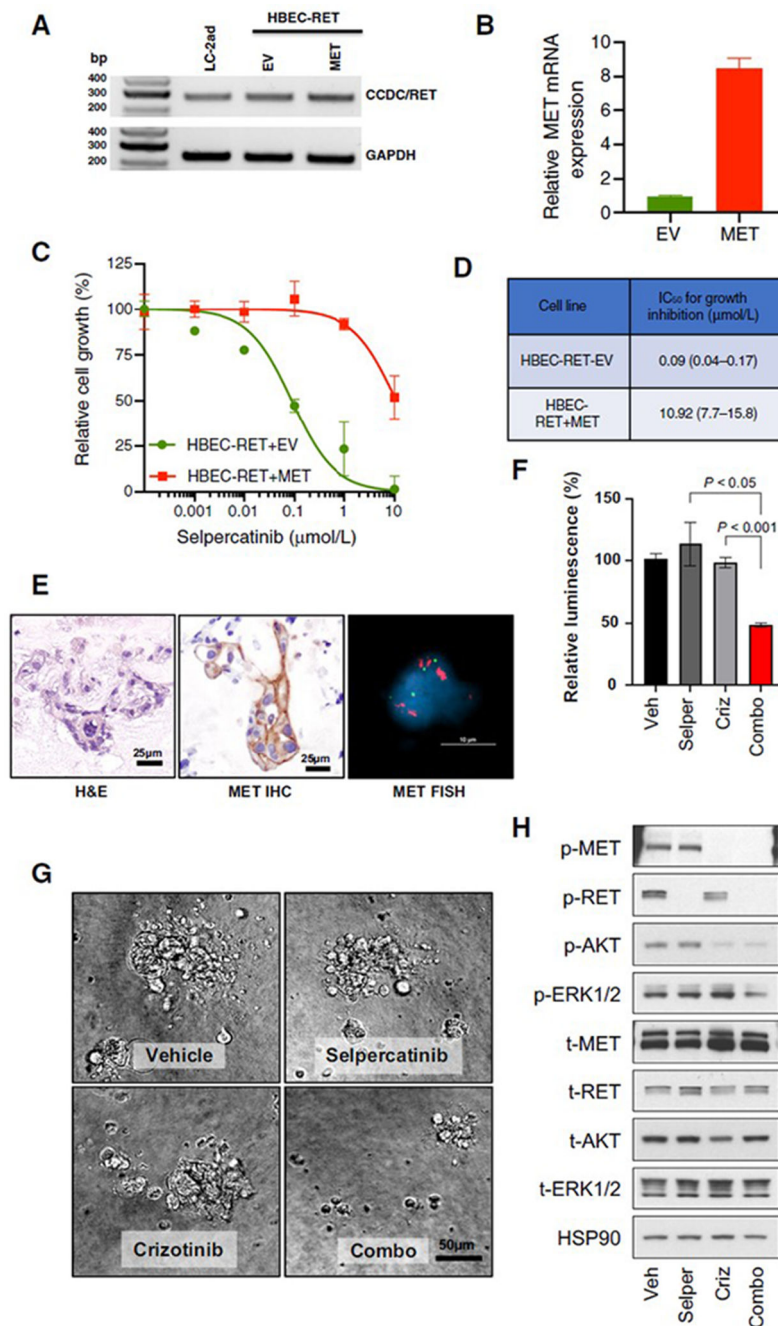 A
HBEC-RET
bp
LC-2ad
EV
MET
400
300
200
CCDC/RET
400
300
200
GAPDH
B
Relative MET mRNA
expression
10
8
6
4
2
0
EV
MET
C
Relative cell growth (%)
125
100
75
50
25
0
HBEC-RET+EV
HBEC-RET+MET
0.001
0.01
0.1
1
10
Selpercatinib (μmol/L)
D
Cell line
IC₅₀ for growth
inhibition (μmol/L)
HBEC-RET-EV
0.09 (0.04–0.17)
HBEC-
RET+MET
10.92 (7.7–15.8)
E
25μm
25μm
10 μm
H&E
MET IHC
MET FISH
F
Relative luminescence (%)
P < 0.05
P < 0.001
150
100
50
0
Veh
Selper
Criz
Combo
G
Vehicle
Selpercatinib
Crizotinib
Combo
50μm
H
p-MET
p-RET
p-AKT
p-ERK1/2
t-MET
t-RET
t-AKT
t-ERK1/2
HSP90
Veh
Selper
Criz
Combo